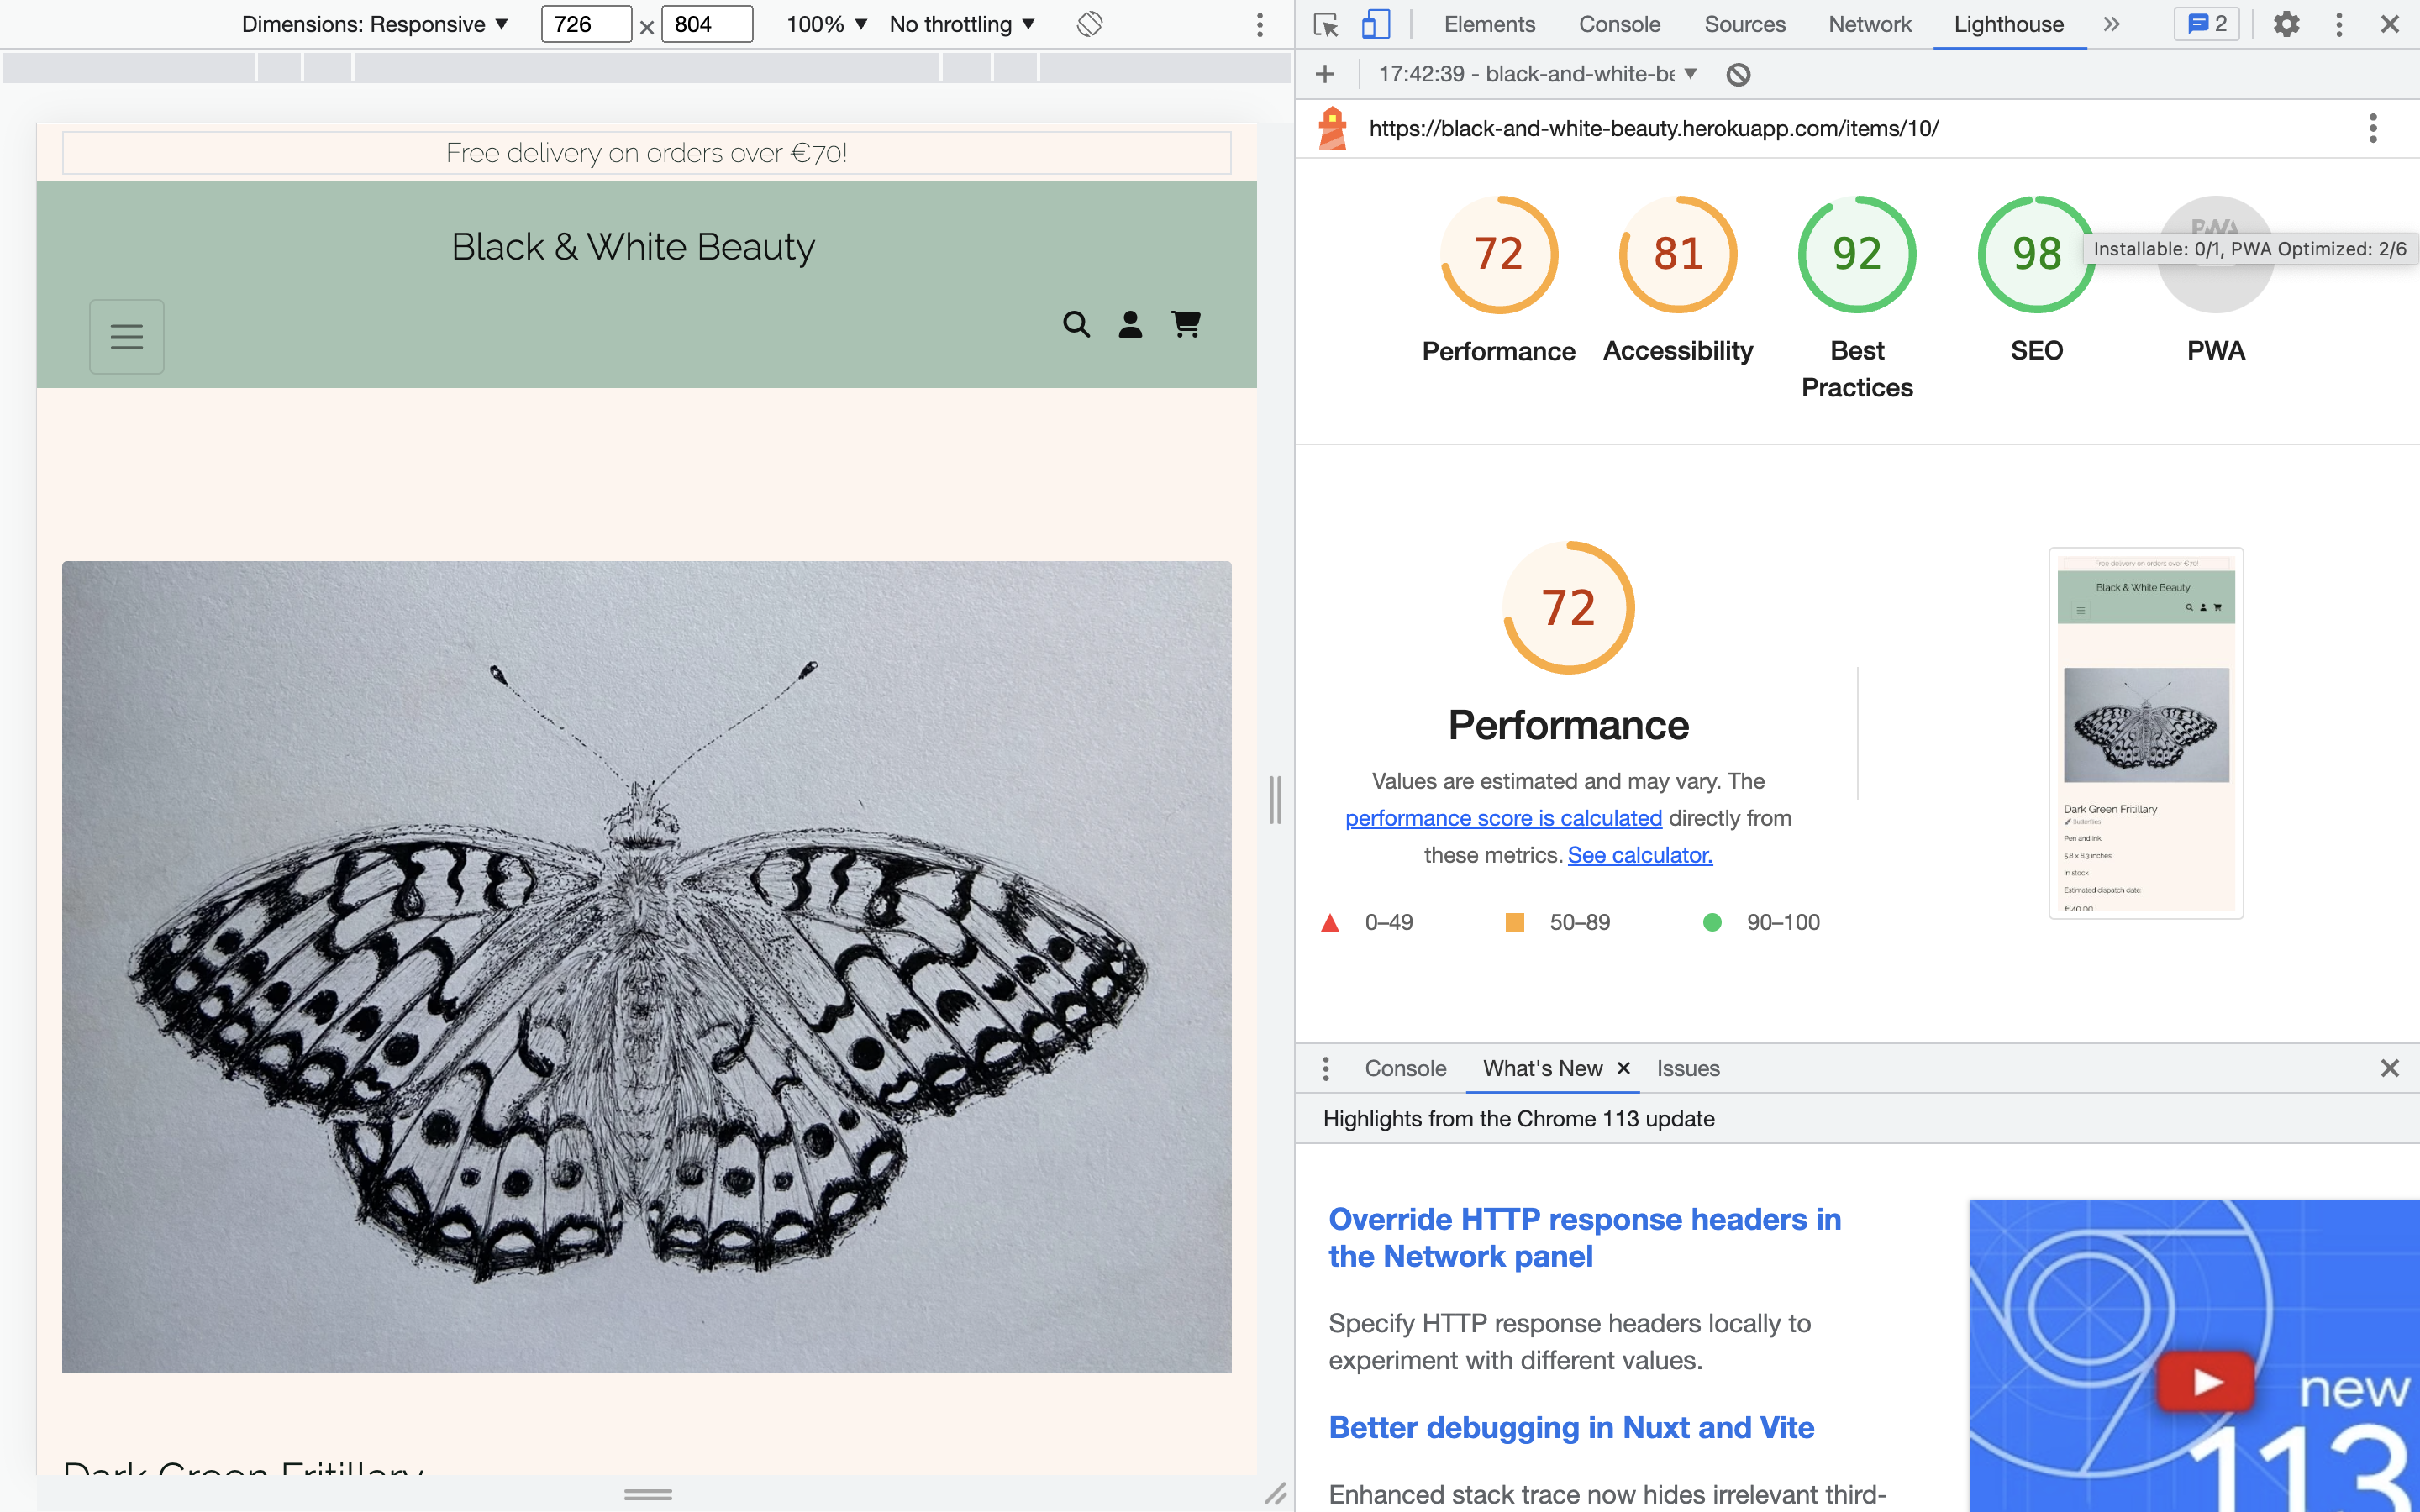 Dimensions: Responsive ▼ 726 × 804 100% ▼ No throttling ▼
Free delivery on orders over €70!
Black & White Beauty
Dark Green Fritillary
Elements Console Sources Network Lighthouse » 2
17:42:39 - black-and-white-be ▼
https://black-and-white-beauty.herokuapp.com/items/10/
72 81 92 98
Installable: 0/1, PWA Optimized: 2/6
Performance Accessibility Best Practices SEO PWA
72
Performance
Values are estimated and may vary. The
performance score is calculated directly from
these metrics. See calculator.
0–49 50–89 90–100
Free delivery on orders over €70!
Black & White Beauty
Dark Green Fritillary
Butterflies
Pen and ink.
5.8 x 8.3 inches
In stock
Estimated dispatch date
€40.00
Console What's New × Issues
Highlights from the Chrome 113 update
Override HTTP response headers in
the Network panel
Specify HTTP response headers locally to
experiment with different values.
Better debugging in Nuxt and Vite
Enhanced stack trace now hides irrelevant third-
new
113